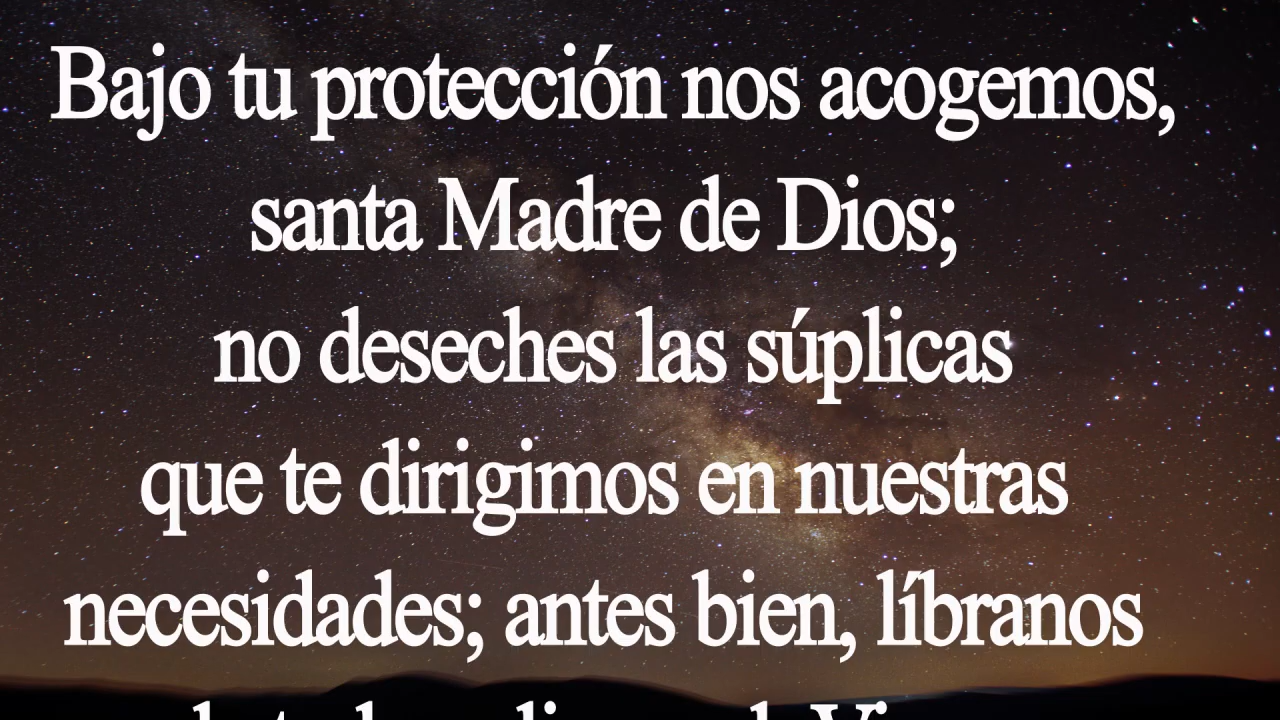 Bajo tu protección nos acogemos,
santa Madre de Dios;
no deseches las súplicas
que te dirigimos en nuestras
necesidades; antes bien, líbranos